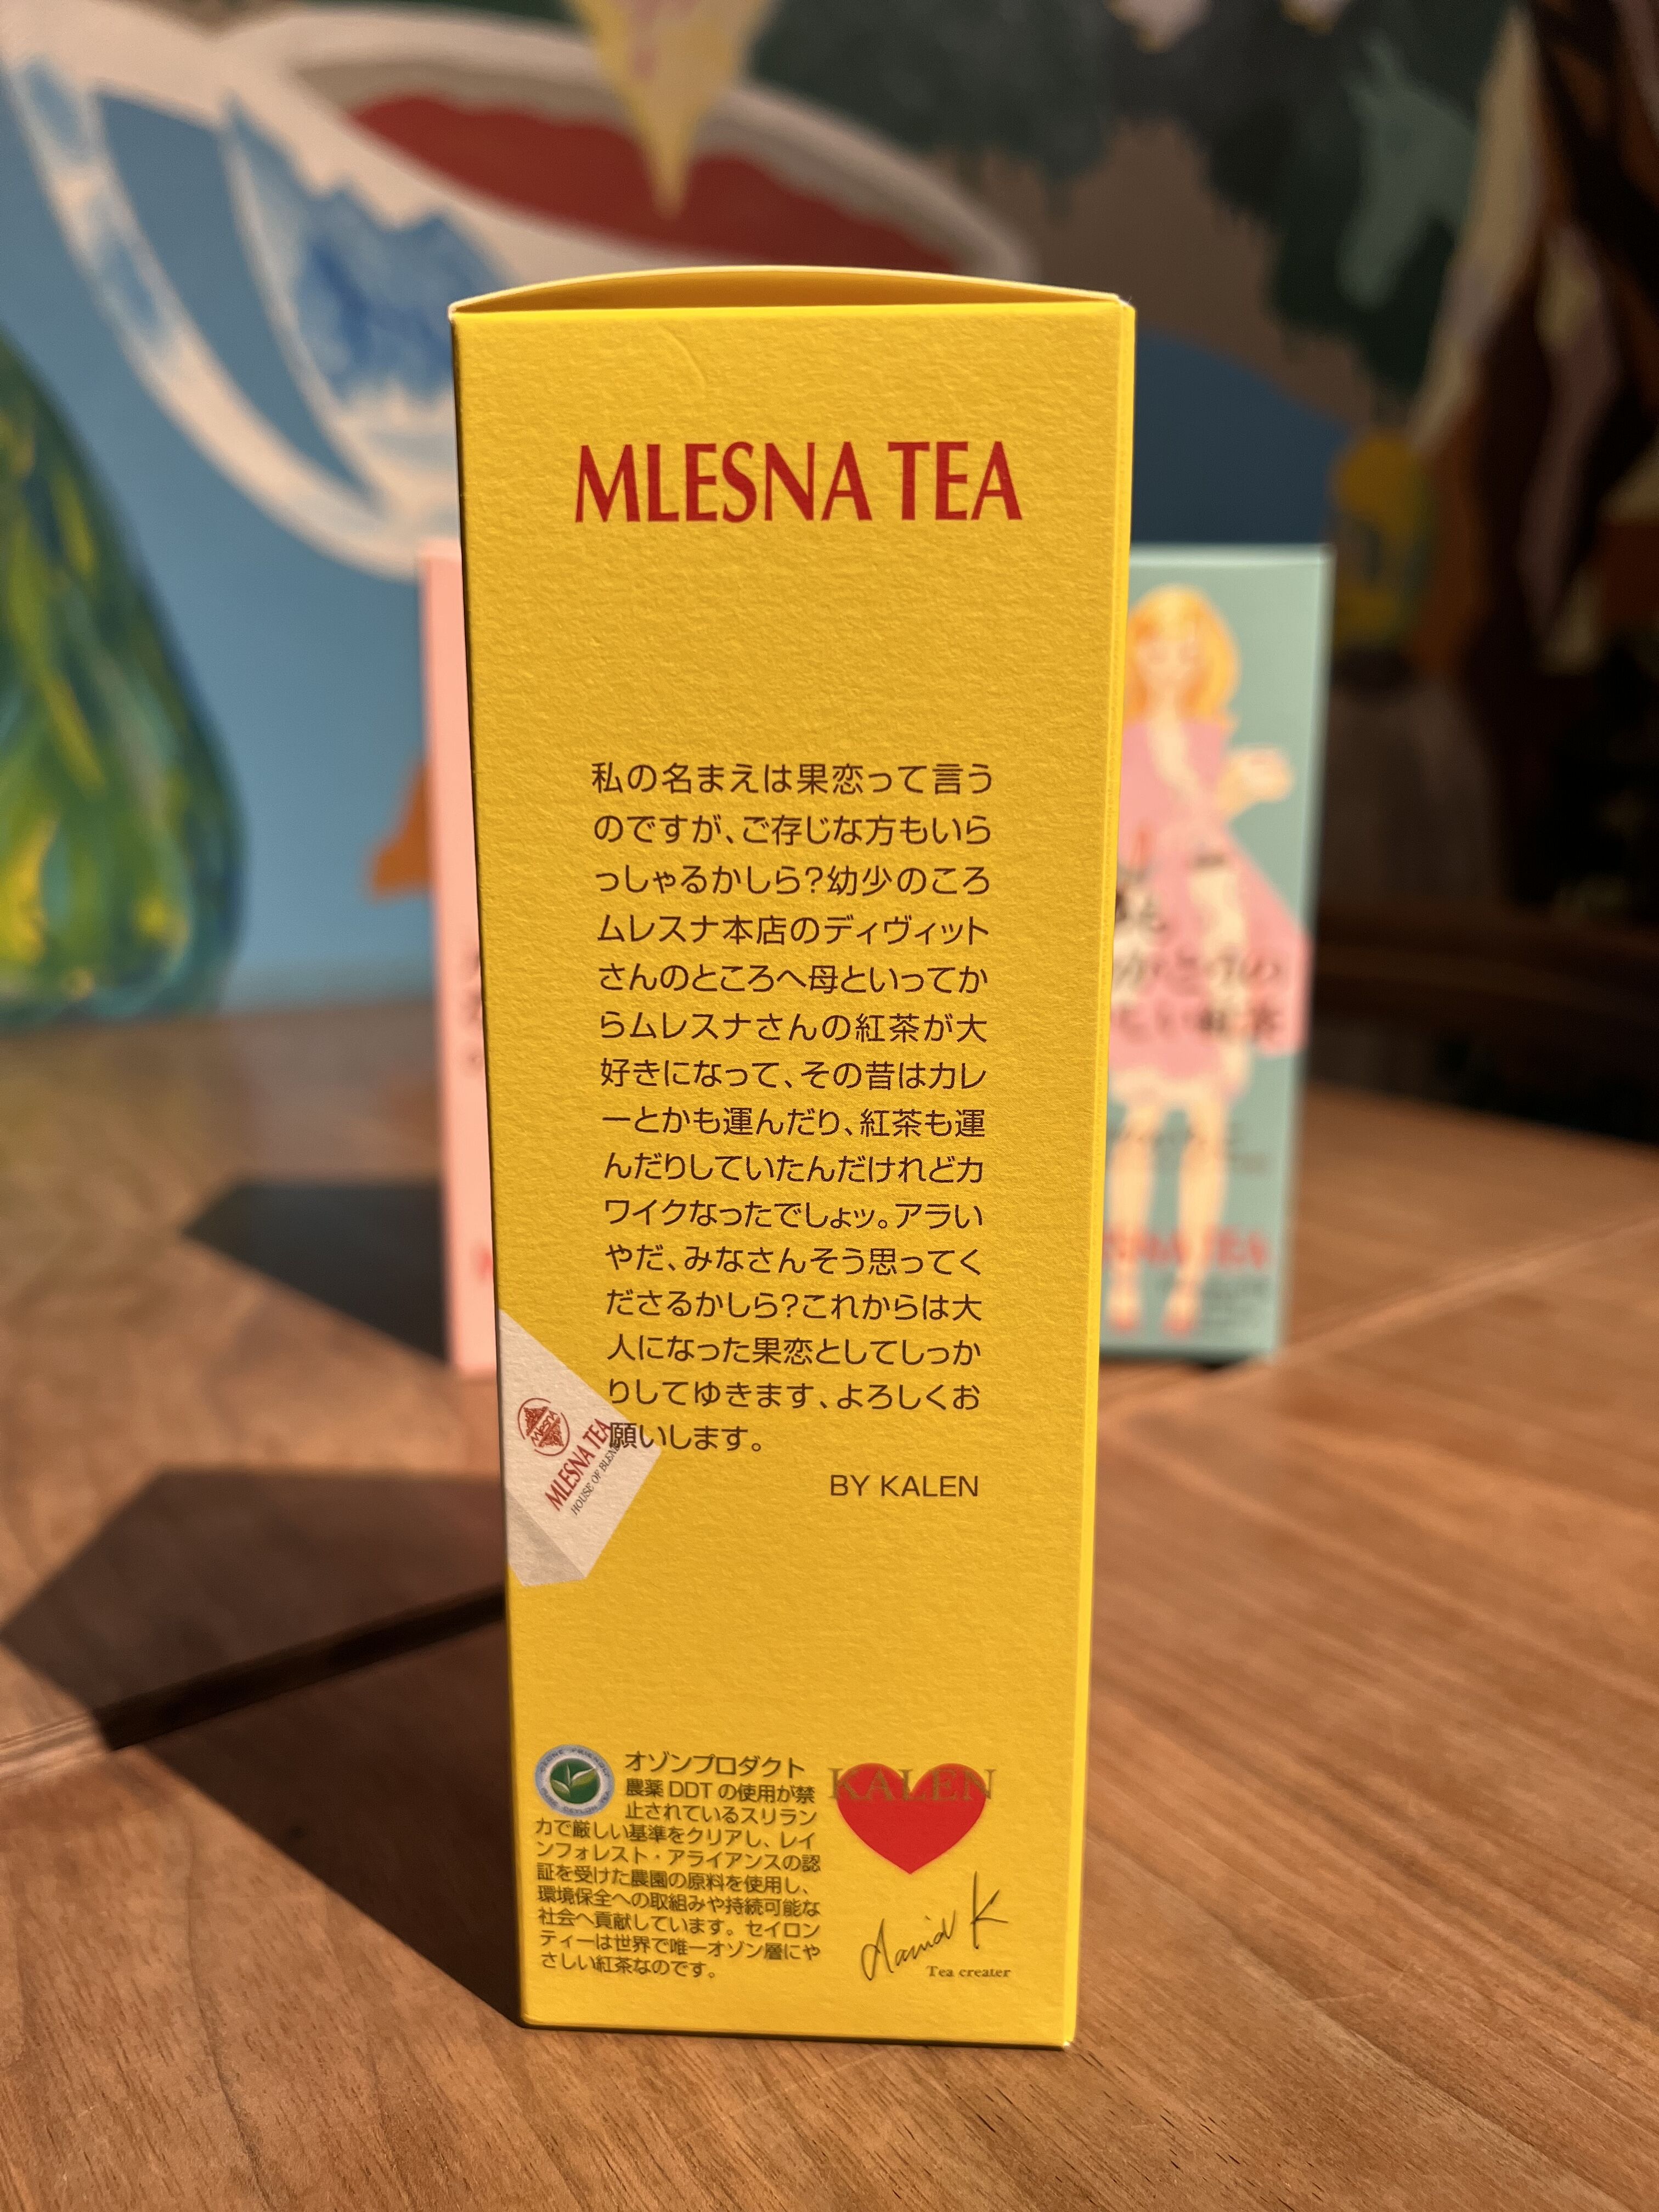 MLESNA TEA
私の名まえは果恋って言う
のですが、ご存じな方もいら
っしゃるかしら?幼少のころ
ムレスナ本店のディヴィット
さんのところへ母といってか
らムレスナさんの紅茶が大
好きになって、その昔はカレ
ーとかも運んだり、紅茶も運
んだりしていたんだけれどカ
ワイクなったでしょッ。アラい
やだ、みなさんそう思ってく
ださるかしら?これからは大
人になった果恋としてしっか
りしてゆきます、よろしくお
願いします。
BY KALEN
Mlesna
MLESNA TEA
HOUSE OF BLEND
オゾンプロダクト
農薬 DDT の使用が禁
止されているスリラン
カで厳しい基準をクリアし、レイ
ンフォレスト・アライアンスの認
証を受けた農園の原料を使用し、
環境保全への取組みや持続可能な
社会へ貢献しています。セイロン
ティーは世界で唯一オゾン層にや
さしい紅茶なのです。
KALEN
David K
Tea creater
TEA